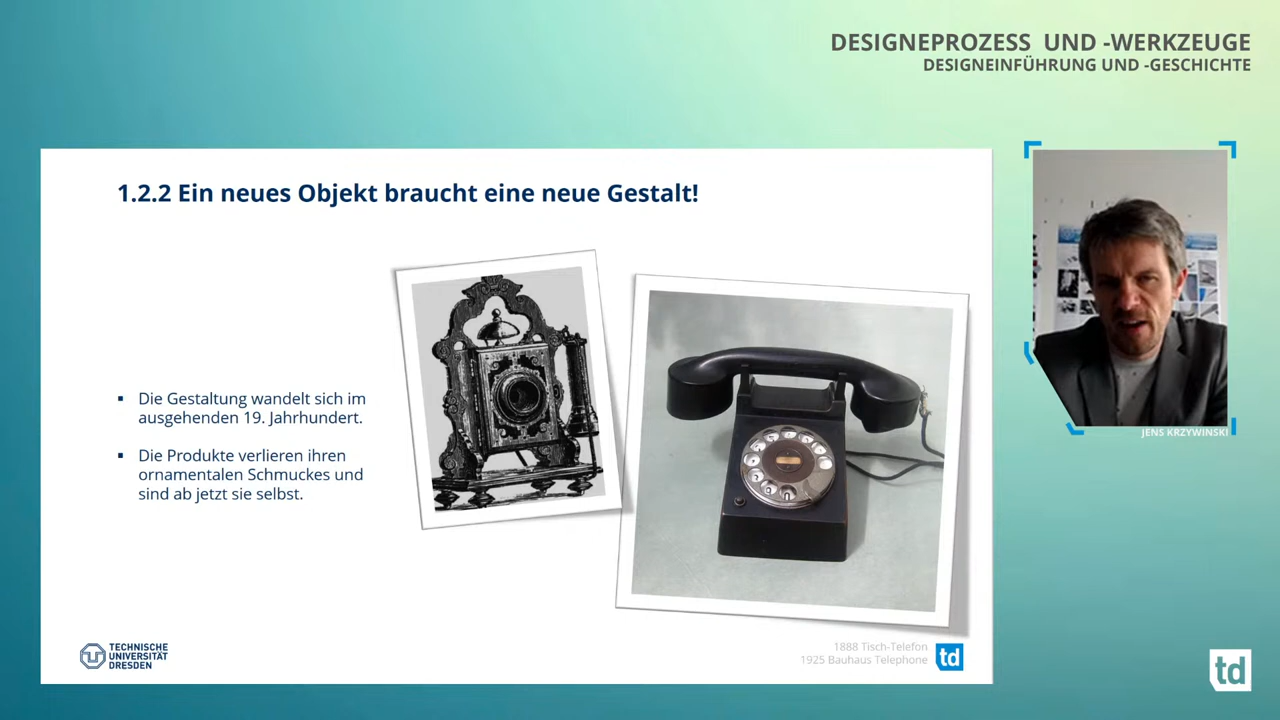 DESIGNEPROZESS UND -WERKZEUGE
DESIGNEINFÜHRUNG UND -GESCHICHTE
1.2.2 Ein neues Objekt braucht eine neue Gestalt!
▪ Die Gestaltung wandelt sich im
ausgehenden 19. Jahrhundert.
▪ Die Produkte verlieren ihren
ornamentalen Schmuckes und
sind ab jetzt sie selbst.
JENS KRZYWINSKI
TECHNISCHE
UNIVERSITÄT
DRESDEN
1888 Tisch-Telefon
1925 Bauhaus Telephone
td
td